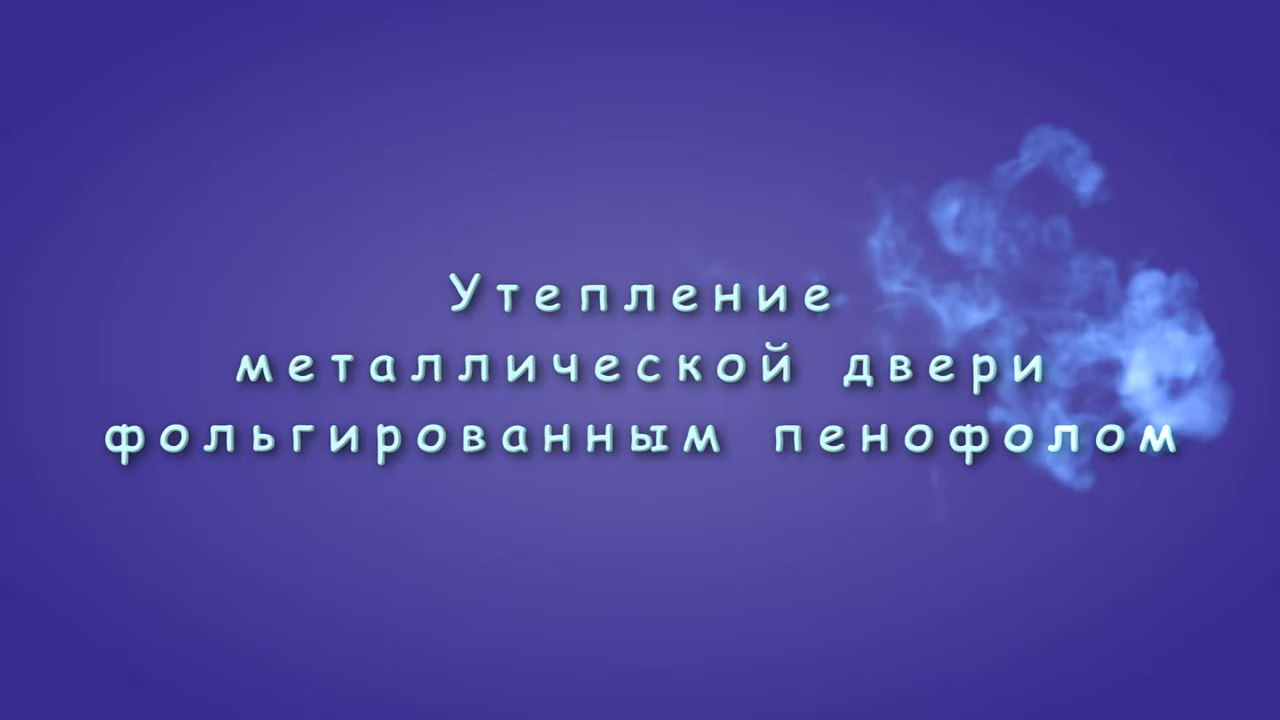 Утепление
металлической двери
фольгированным пенофолом